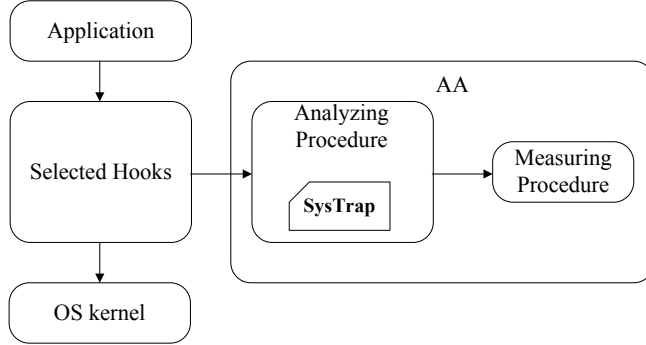 Application
Selected Hooks
OS kernel
AA
Analyzing
Procedure
SysTrap
Measuring
Procedure